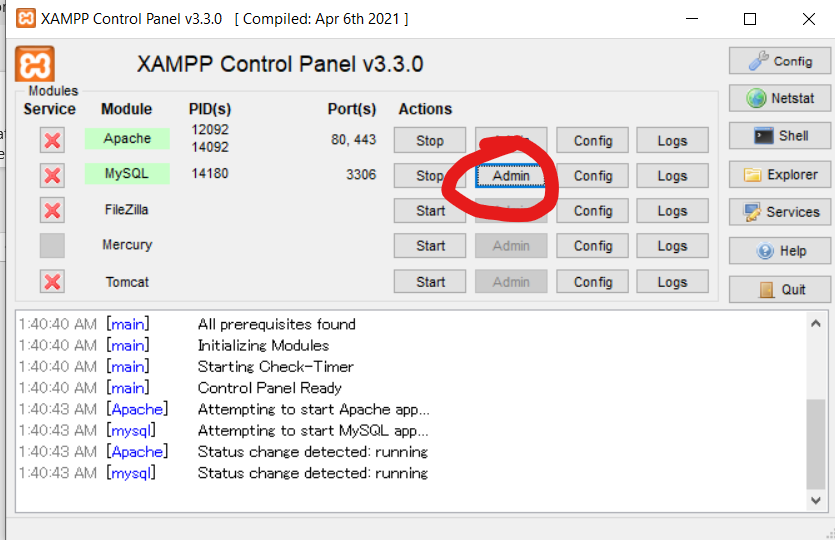 XAMPP Control Panel v3.3.0 [ Compiled: Apr 6th 2021 ]
XAMPP Control Panel v3.3.0
Modules
Service Module PID(s) Port(s) Actions
Apache 12092 14092 80, 443 Stop Config Logs
MySQL 14180 3306 Stop Admin Config Logs
FileZilla Start Config Logs
Mercury Start Admin Config Logs
Tomcat Start Admin Config Logs
Config
Netstat
Shell
Explorer
Services
Help
Quit
1:40:40 AM [main] All prerequisites found
1:40:40 AM [main] Initializing Modules
1:40:40 AM [main] Starting Check-Timer
1:40:40 AM [main] Control Panel Ready
1:40:43 AM [Apache] Attempting to start Apache app...
1:40:43 AM [mysql] Attempting to start MySQL app...
1:40:43 AM [Apache] Status change detected: running
1:40:43 AM [mysql] Status change detected: running